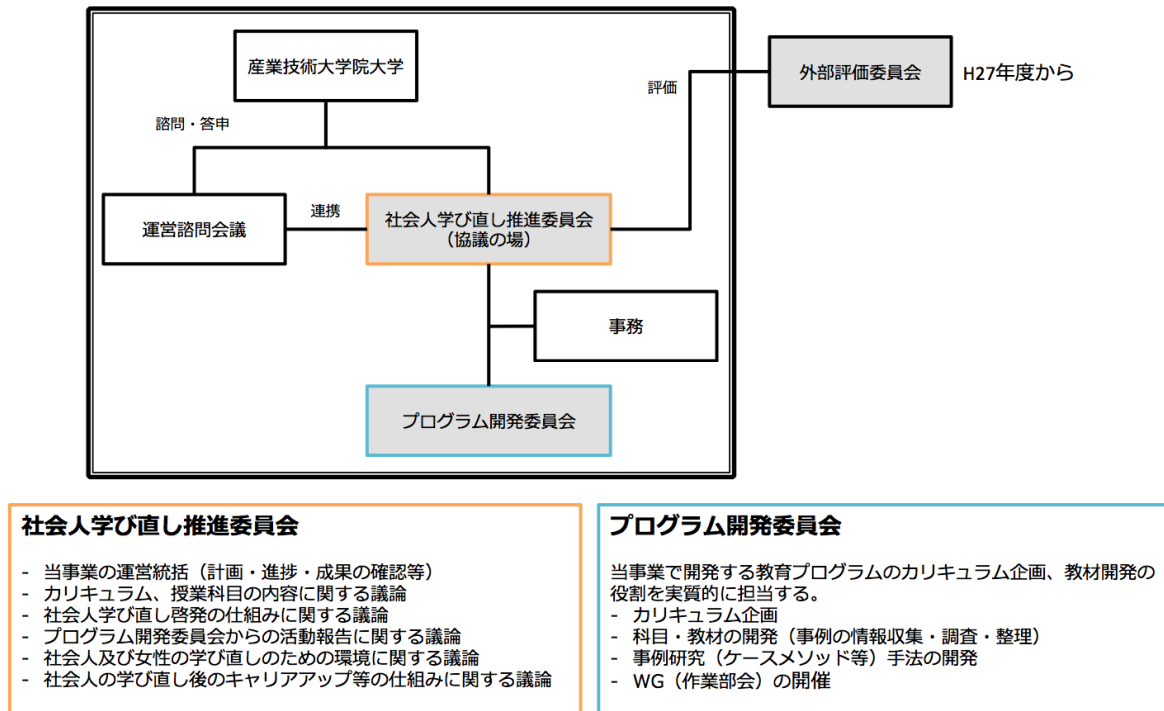 産業技術大学院大学
外部評価委員会
H27年度から
評価
諮問・答申
運営諮問会議
連携
社会人学び直し推進委員会
（協議の場）
事務
プログラム開発委員会
社会人学び直し推進委員会
- 当事業の運営統括（計画・進捗・成果の確認等）
- カリキュラム、授業科目の内容に関する議論
- 社会人学び直し啓発の仕組みに関する議論
- プログラム開発委員会からの活動報告に関する議論
- 社会人及び女性の学び直しのための環境に関する議論
- 社会人の学び直し後のキャリアアップ等の仕組みに関する議論
プログラム開発委員会
当事業で開発する教育プログラムのカリキュラム企画、教材開発の
役割を実質的に担当する。
- カリキュラム企画
- 科目・教材の開発（事例の情報収集・調査・整理）
- 事例研究（ケースメソッド等）手法の開発
- WG（作業部会）の開催